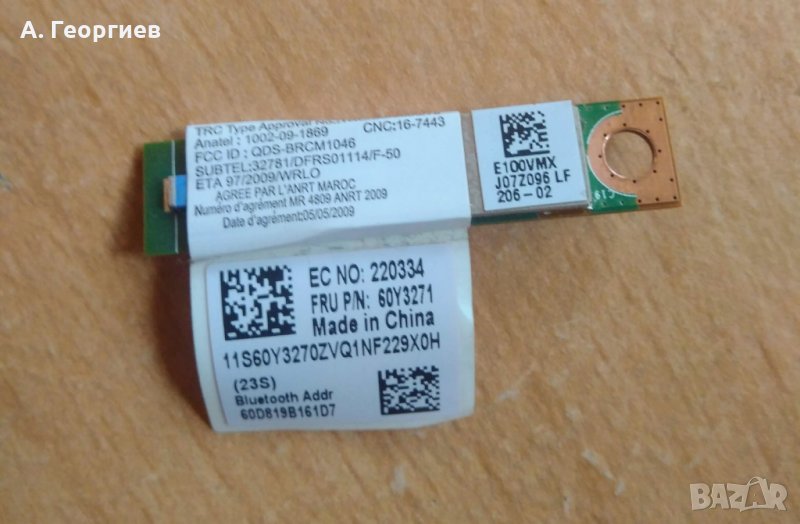 А. Георгиев
TRC Type Approval
Anatel : 1002-09-1869 CNC:16-7443
FCC ID : QDS-BRCM1046
SUBTEL:32781/DFRS01114/F-50
ETA 97/2009/WRLO
AGREE PAR L'ANRT MAROC
Numéro d'agrément MR 4809 ANRT 2009
Date d'agrément:05/05/2009
E100VMX
J07Z096 LF
206-02
C19
EC NO: 220334
FRU P/N: 60Y3271
Made in China
11S60Y3270ZVQ1NF229X0H
(23S)
Bluetooth Addr
60D819B161D7
BAZAR